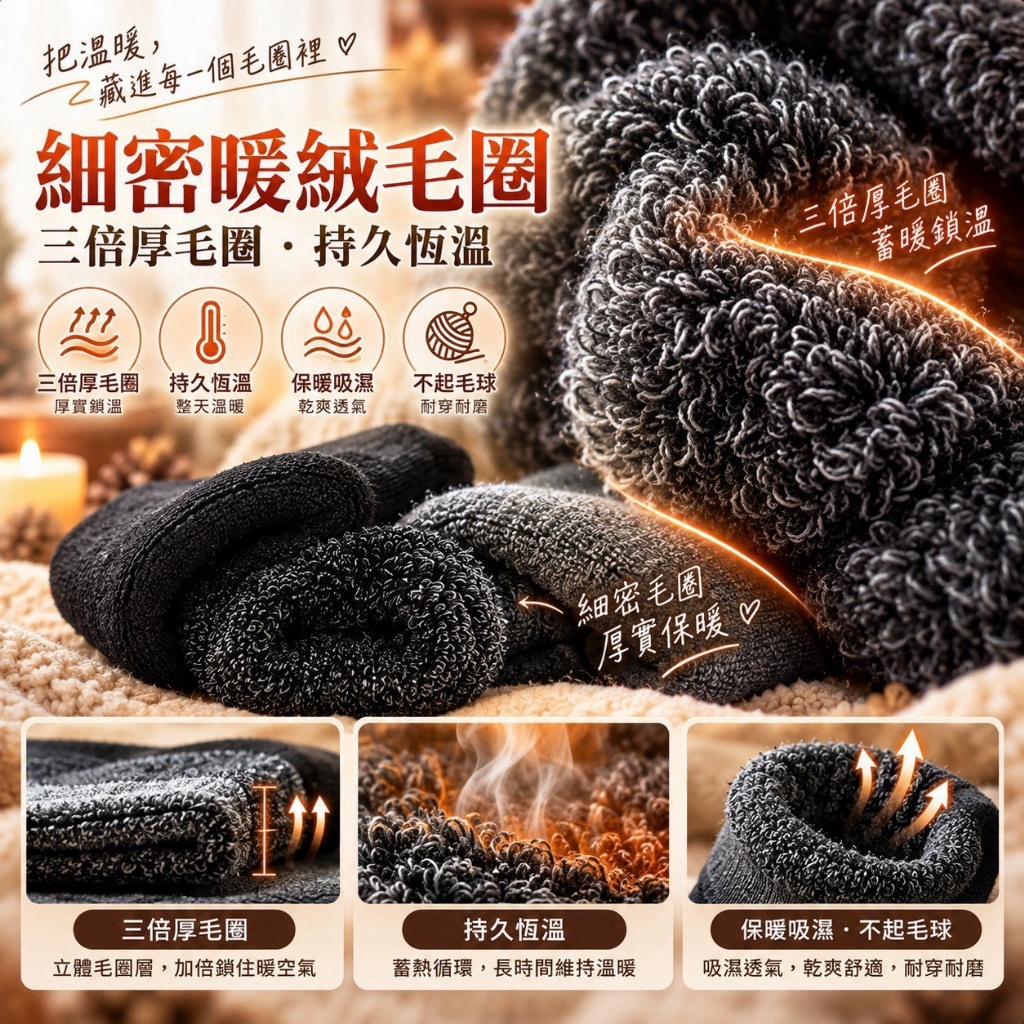 把溫暖，
藏進每一個毛圈裡♡
細密暖絨毛圈
三倍厚毛圈・持久恆溫
三倍厚毛圈
厚實鎖溫
持久恆溫
整天溫暖
保暖吸濕
乾爽透氣
不起毛球
耐穿耐磨
三倍厚毛圈
蓄暖鎖溫
細密毛圈
厚實保暖♡
三倍厚毛圈
立體毛圈層，加倍鎖住暖空氣
持久恆溫
蓄熱循環，長時間維持溫暖
保暖吸濕・不起毛球
吸濕透氣，乾爽舒適，耐穿耐磨